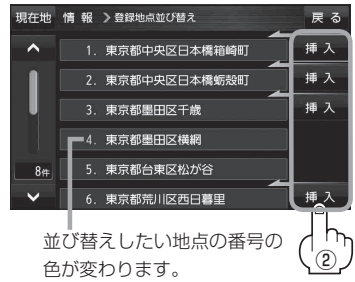 現在地 情報 ❯登録地点並び替え 戻る
1. 東京都中央区日本橋箱崎町 挿入
2. 東京都中央区日本橋蛎殻町 挿入
3. 東京都墨田区千歳 挿入
4. 東京都墨田区横網
8件 5. 東京都台東区松が谷
6. 東京都荒川区西日暮里 挿入
②
並び替えしたい地点の番号の
色が変わります。